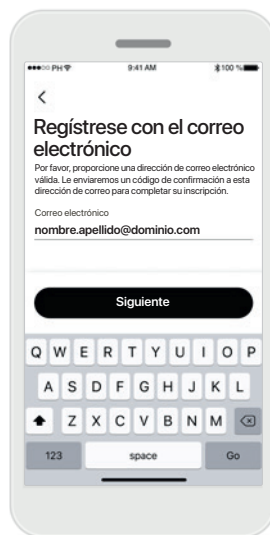 PH 9:41 AM 100 %
Regístrese con el correo
electrónico
Por favor, proporcione una dirección de correo electrónico
válida. Le enviaremos un código de confirmación a esta
dirección de correo para completar su inscripción.
Correo electrónico
nombre.apellido@dominio.com
Siguiente
Q W E R T Y U I O P
A S D F G H J K L
Z X C V B N M
123 space Go